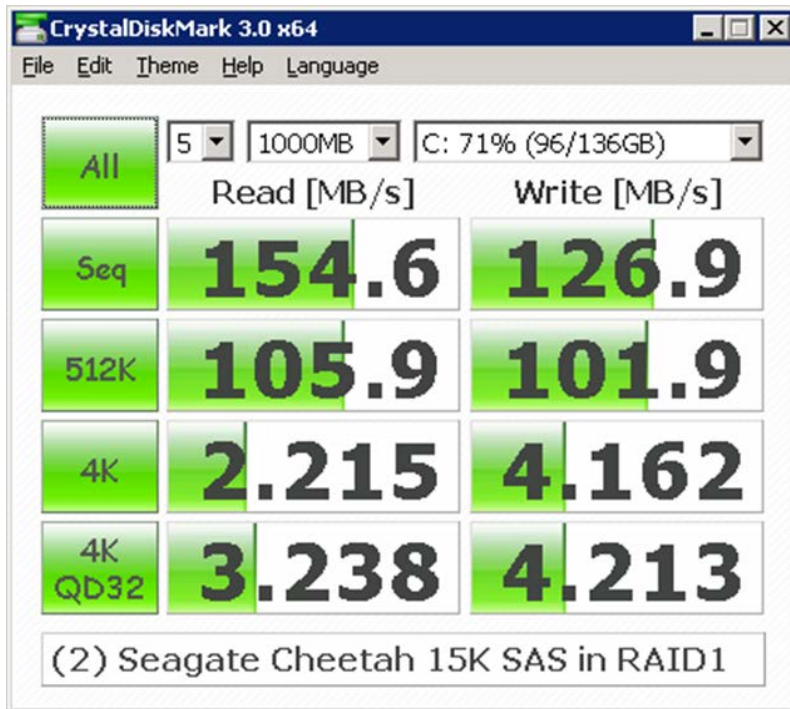 CrystalDiskMark 3.0 x64
File Edit Theme Help Language
All 5 1000MB C: 71% (96/136GB)
Read [MB/s] Write [MB/s]
Seq 154.6 126.9
512K 105.9 101.9
4K 2.215 4.162
4K QD32 3.238 4.213
(2) Seagate Cheetah 15K SAS in RAID1